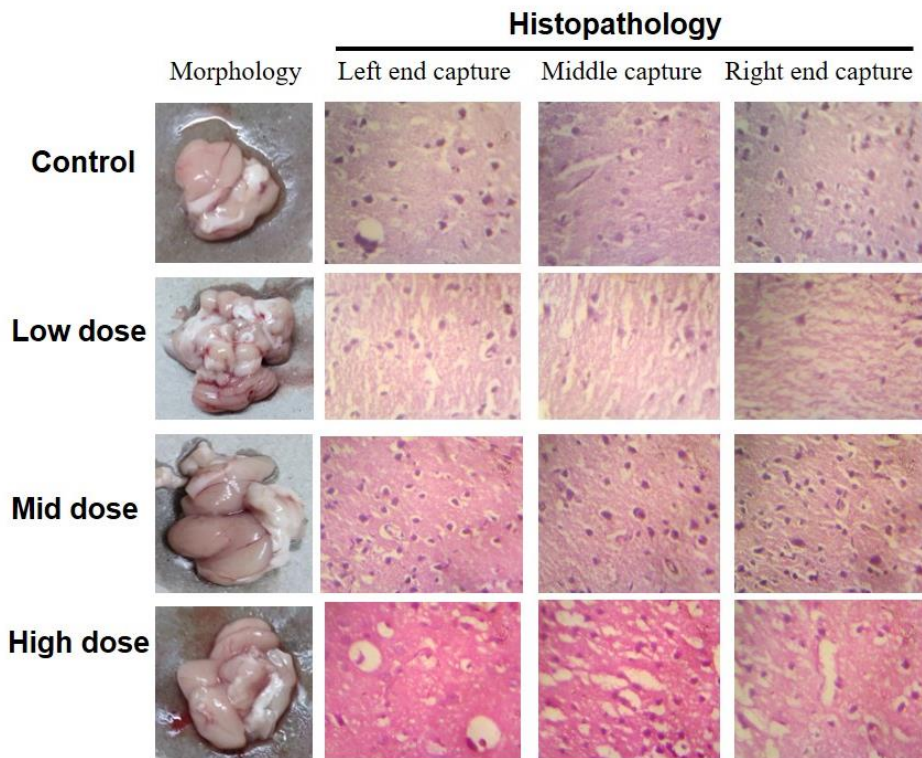 Histopathology
Morphology Left end capture Middle capture Right end capture
Control
Low dose
Mid dose
High dose